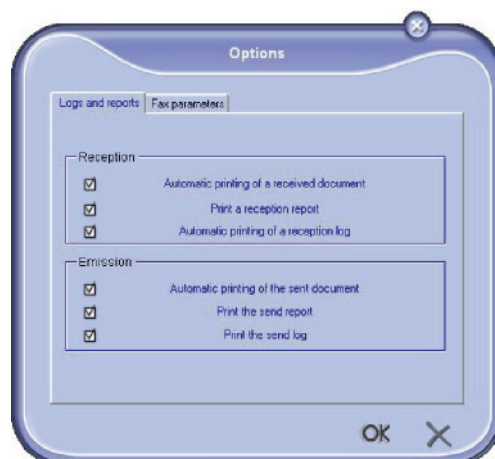 Options
Logs and reports
Fax parameters
Reception
Automatic printing of a received document
Print a reception report
Automatic printing of a reception log
Emission
Automatic printing of the sent document
Print the send report
Print the send log
OK